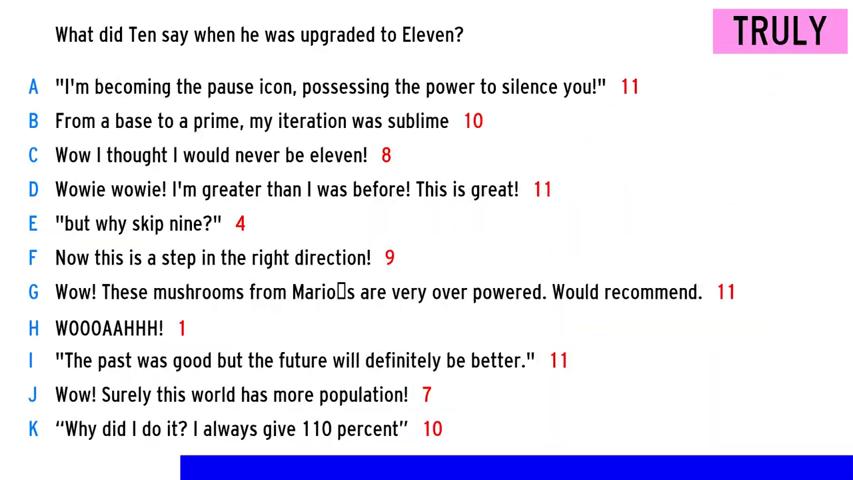 What did Ten say when he was upgraded to Eleven?
TRULY
A "I'm becoming the pause icon, possessing the power to silence you!" 11
B From a base to a prime, my iteration was sublime 10
C Wow I thought I would never be eleven! 8
D Wowie wowie! I'm greater than I was before! This is great! 11
E "but why skip nine?" 4
F Now this is a step in the right direction! 9
G Wow! These mushrooms from Mario▯s are very over powered. Would recommend. 11
H WOOOAAHHH! 1
I "The past was good but the future will definitely be better." 11
J Wow! Surely this world has more population! 7
K “Why did I do it? I always give 110 percent” 10